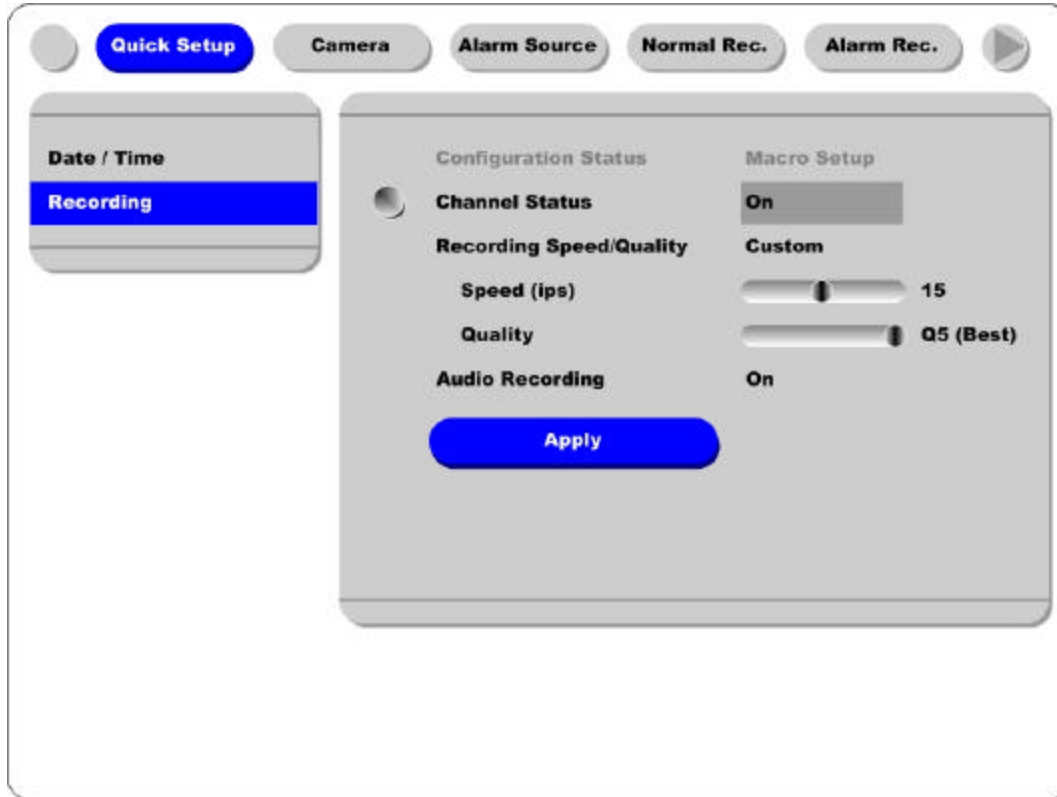 Quick Setup Camera Alarm Source Normal Rec. Alarm Rec.
Date / Time
Recording
Configuration Status Macro Setup
Channel Status On
Recording Speed/Quality Custom
Speed (ips) 15
Quality Q5 (Best)
Audio Recording On
Apply